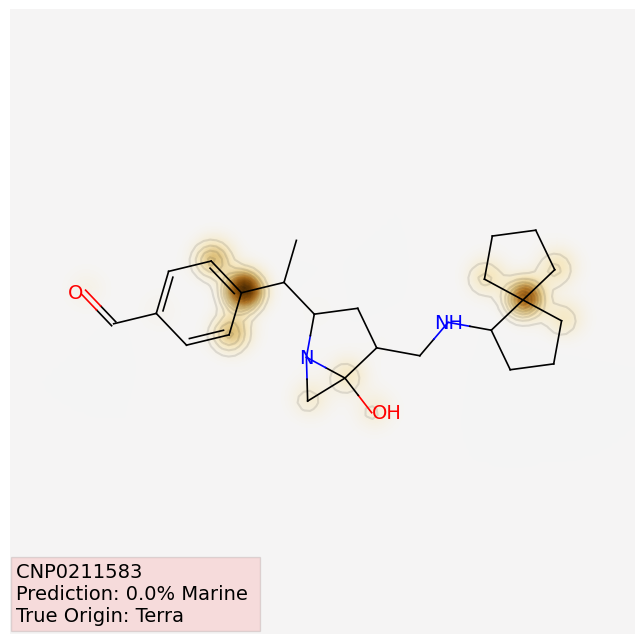 O
NH
N
OH
CNP0211583
Prediction: 0.0% Marine
True Origin: Terra